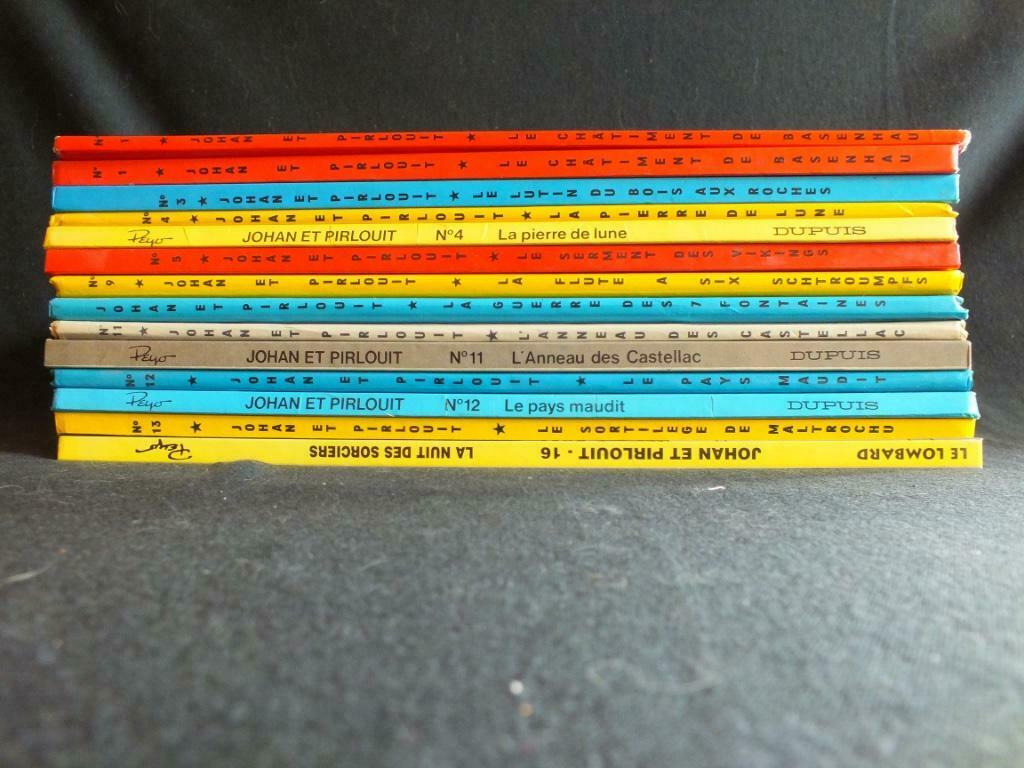 N° 1 ★ JOHAN ET PIRLOUIT ★ LE CHÂTIMENT DE BASENHAU
N° 1 ★ JOHAN ET PIRLOUIT ★ LE CHÂTIMENT DE BASENHAU
N° 3 ★ JOHAN ET PIRLOUIT ★ LE LUTIN DU BOIS AUX ROCHES
N° 4 ★ JOHAN ET PIRLOUIT ★ LA PIERRE DE LUNE
Peyo JOHAN ET PIRLOUIT N°4 La pierre de lune DUPUIS
N° 5 ★ JOHAN ET PIRLOUIT ★ LE SERMENT DES VIKINGS
N° 9 ★ JOHAN ET PIRLOUIT ★ LA FLUTE A SIX SCHTROUMPFS
JOHAN ET PIRLOUIT ★ LA GUERRE DES 7 FONTAINES
N° 11 ★ JOHAN ET PIRLOUIT ★ L'ANNEAU DES CASTELLAC
Peyo JOHAN ET PIRLOUIT N°11 L'Anneau des Castellac DUPUIS
N° 12 ★ JOHAN ET PIRLOUIT ★ LE PAYS MAUDIT
Peyo JOHAN ET PIRLOUIT N°12 Le pays maudit DUPUIS
N° 13 ★ JOHAN ET PIRLOUIT ★ LE SORTILEGE DE MALTROCHU
LE LOMBARD JOHAN ET PIRLOUIT - 16 LA NUIT DES SORCIERS Peyo